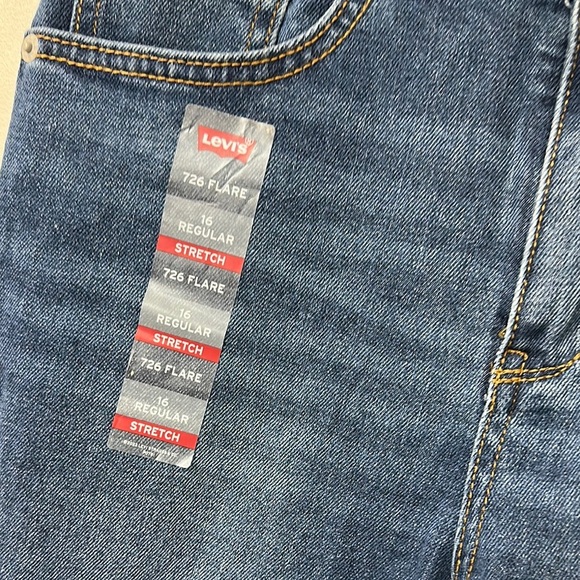 Levi's
726 FLARE
16
REGULAR
STRETCH
726 FLARE
16
REGULAR
STRETCH
726 FLARE
16
REGULAR
STRETCH